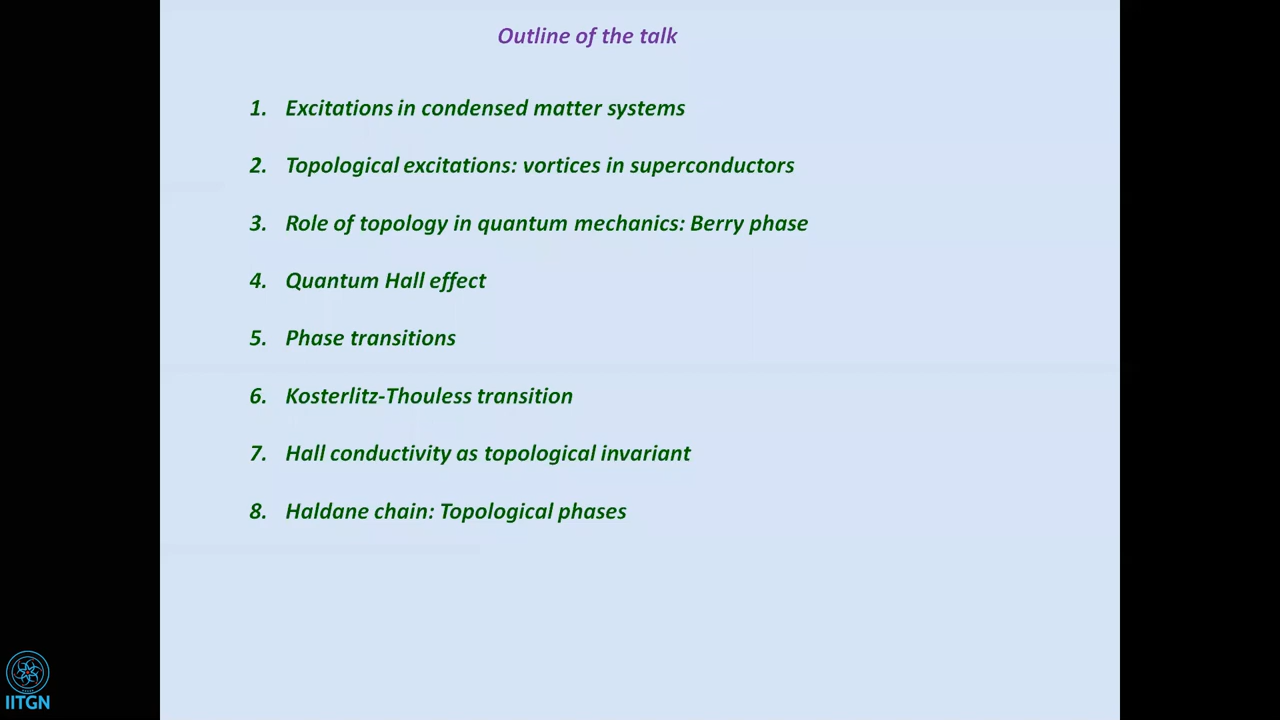 Outline of the talk
1. Excitations in condensed matter systems
2. Topological excitations: vortices in superconductors
3. Role of topology in quantum mechanics: Berry phase
4. Quantum Hall effect
5. Phase transitions
6. Kosterlitz-Thouless transition
7. Hall conductivity as topological invariant
8. Haldane chain: Topological phases
IITGN